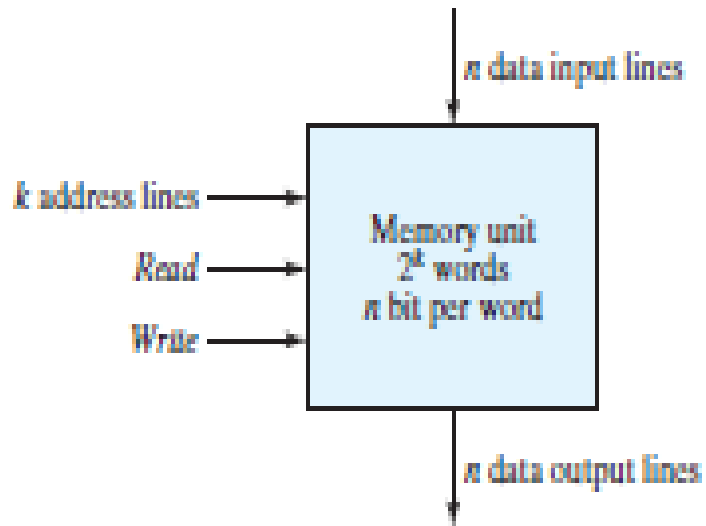 n data input lines
k address lines
Read
Write
Memory unit
2ᵏ words
n bit per word
n data output lines